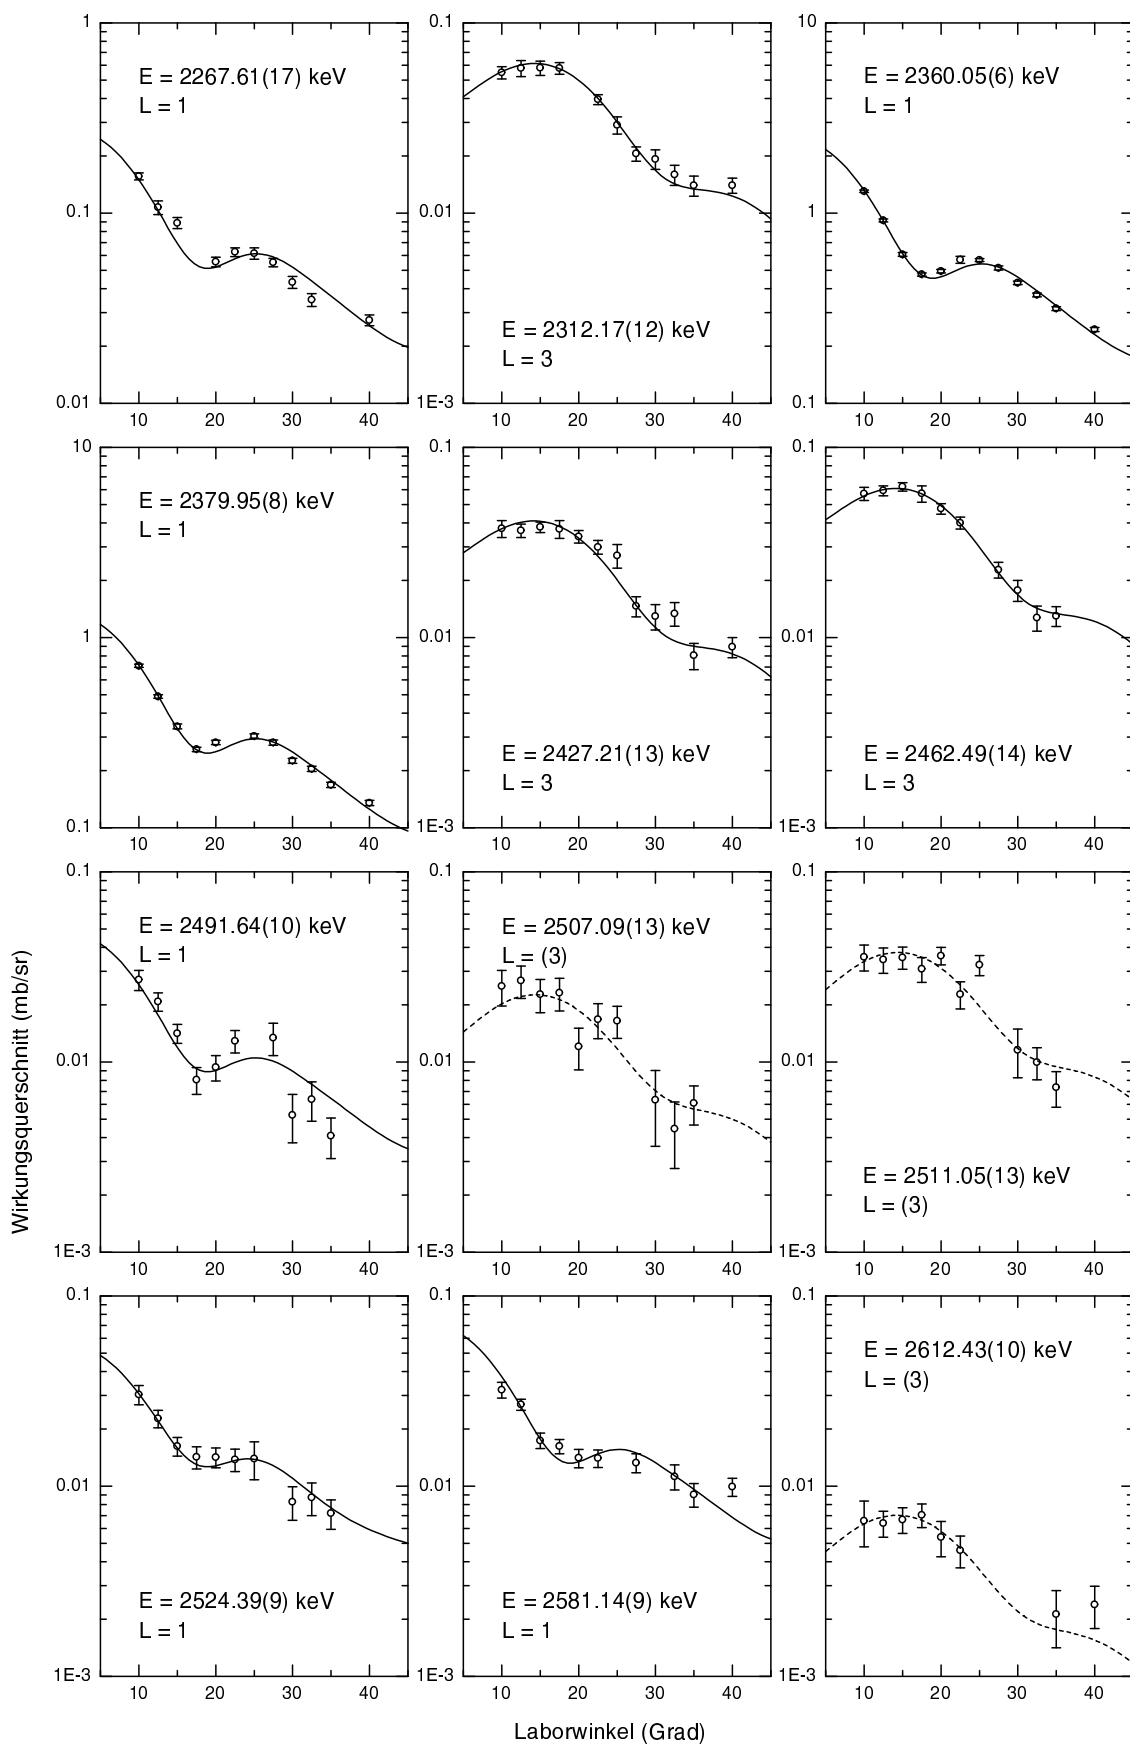 1
0.1
0.01
E = 2267.61(17) keV
L = 1
10 20 30 40
0.1
0.01
1E-3
E = 2312.17(12) keV
L = 3
10 20 30 40
10
1
0.1
E = 2360.05(6) keV
L = 1
10 20 30 40
10
1
0.1
E = 2379.95(8) keV
L = 1
10 20 30 40
0.1
0.01
1E-3
E = 2427.21(13) keV
L = 3
10 20 30 40
0.1
0.01
1E-3
E = 2462.49(14) keV
L = 3
10 20 30 40
Wirkungsquerschnitt (mb/sr)
0.1
0.01
1E-3
E = 2491.64(10) keV
L = 1
10 20 30 40
0.1
0.01
1E-3
E = 2507.09(13) keV
L = (3)
10 20 30 40
0.1
0.01
1E-3
E = 2511.05(13) keV
L = (3)
10 20 30 40
0.1
0.01
1E-3
E = 2524.39(9) keV
L = 1
10 20 30 40
0.1
0.01
1E-3
E = 2581.14(9) keV
L = 1
10 20 30 40
0.1
0.01
1E-3
E = 2612.43(10) keV
L = (3)
10 20 30 40
Laborwinkel (Grad)